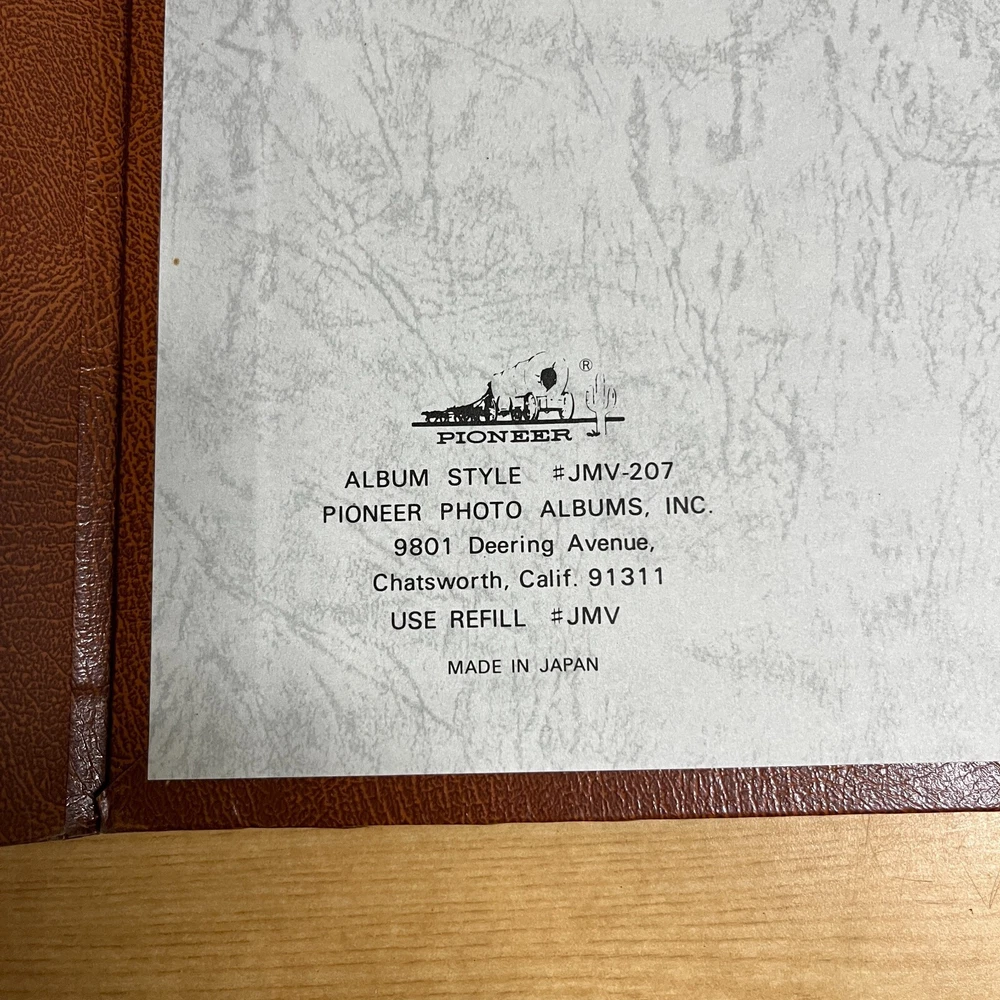 ®
PIONEER
ALBUM STYLE #JMV-207
PIONEER PHOTO ALBUMS, INC.
9801 Deering Avenue,
Chatsworth, Calif. 91311
USE REFILL #JMV
MADE IN JAPAN